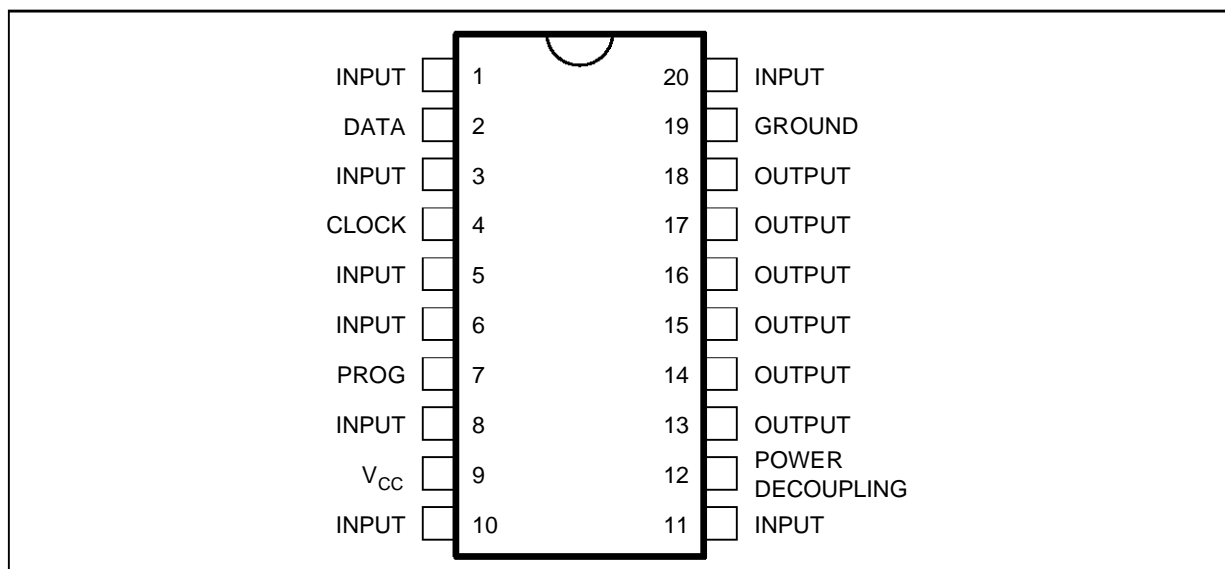 INPUT 1 20 INPUT
DATA 2 19 GROUND
INPUT 3 18 OUTPUT
CLOCK 4 17 OUTPUT
INPUT 5 16 OUTPUT
INPUT 6 15 OUTPUT
PROG 7 14 OUTPUT
INPUT 8 13 OUTPUT
VCC 9 12 POWER
DECOUPLING
INPUT 10 11 INPUT